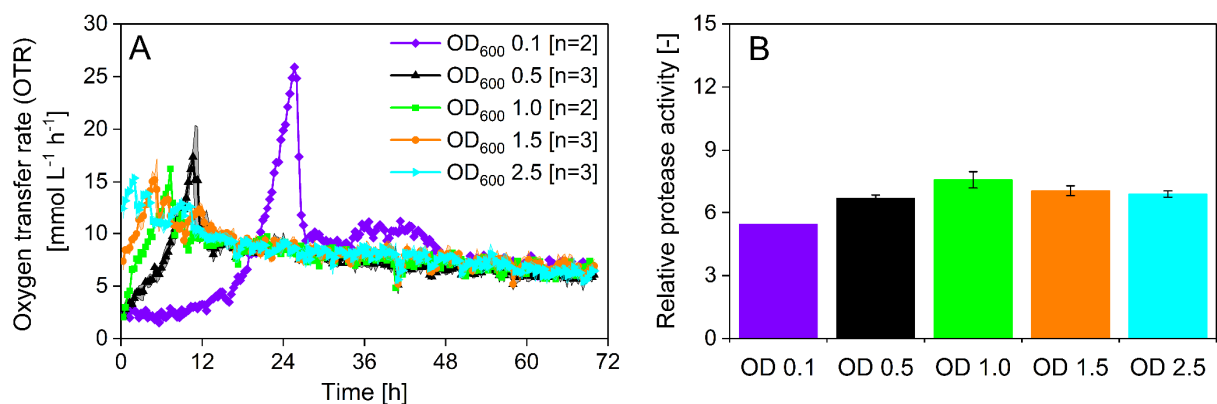 A
Oxygen transfer rate (OTR)
[mmol L⁻¹ h⁻¹]
30
25
20
15
10
5
0
0 12 24 36 48 60 72
Time [h]
OD₆₀₀ 0.1 [n=2]
OD₆₀₀ 0.5 [n=3]
OD₆₀₀ 1.0 [n=2]
OD₆₀₀ 1.5 [n=3]
OD₆₀₀ 2.5 [n=3]
B
Relative protease activity [-]
15
12
9
6
3
0
OD 0.1 OD 0.5 OD 1.0 OD 1.5 OD 2.5